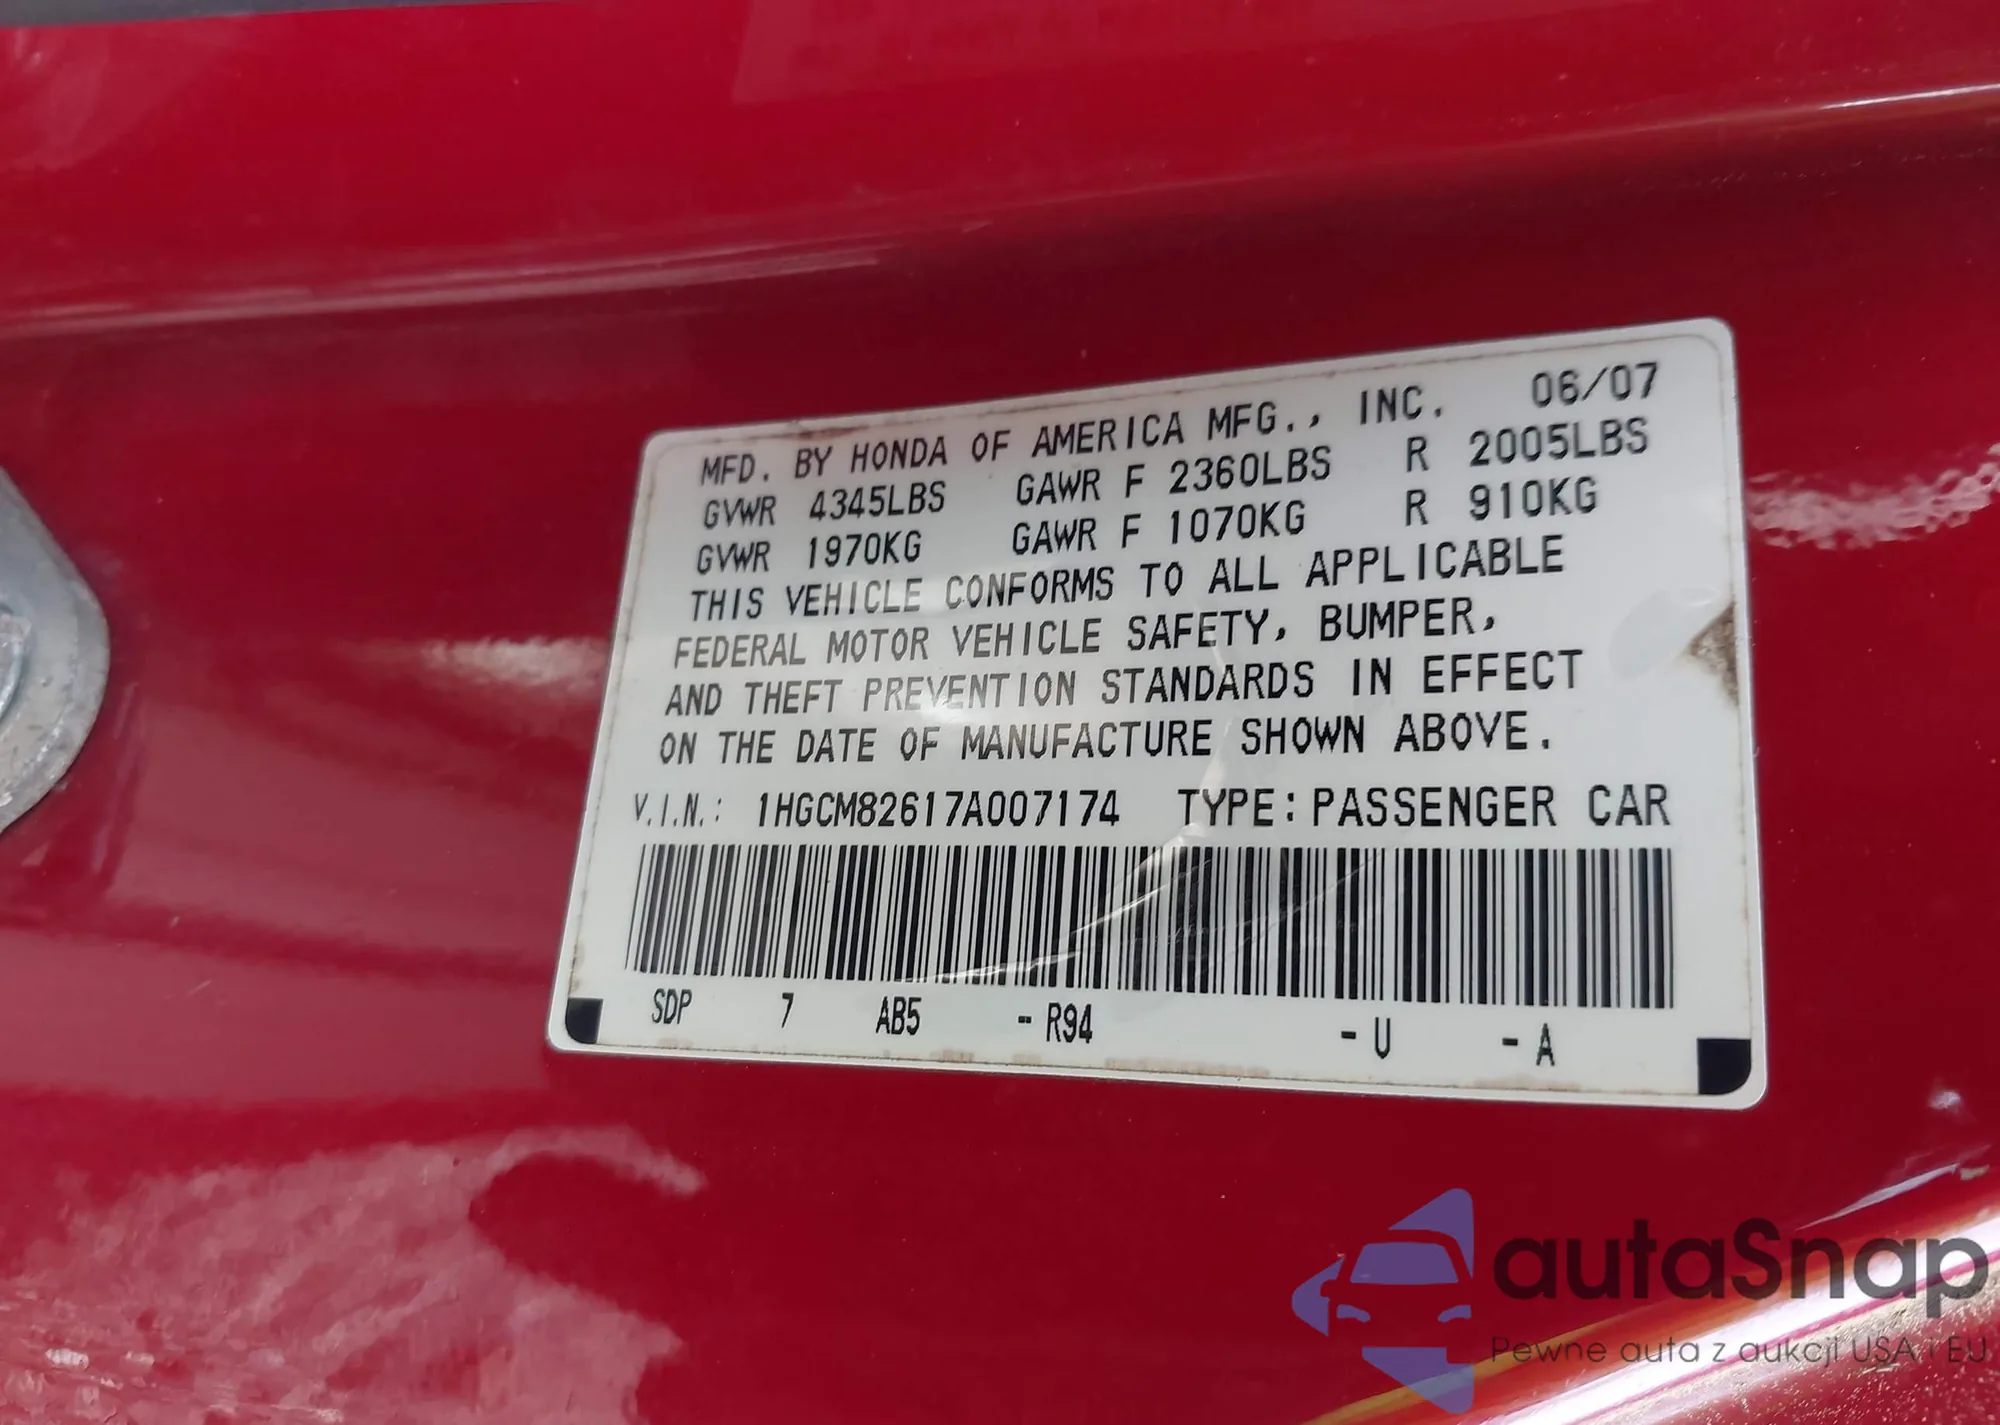 MFD. BY HONDA OF AMERICA MFG., INC. 06/07
GVWR 4345LBS GAWR F 2360LBS R 2005LBS
GVWR 1970KG GAWR F 1070KG R 910KG
THIS VEHICLE CONFORMS TO ALL APPLICABLE
FEDERAL MOTOR VEHICLE SAFETY, BUMPER,
AND THEFT PREVENTION STANDARDS IN EFFECT
ON THE DATE OF MANUFACTURE SHOWN ABOVE.
V.I.N.: 1HGCM82617A007174 TYPE: PASSENGER CAR
SDP 7 AB5 - R94 - U - A
autaSnap
Pewne auta z aukcji USA i EU